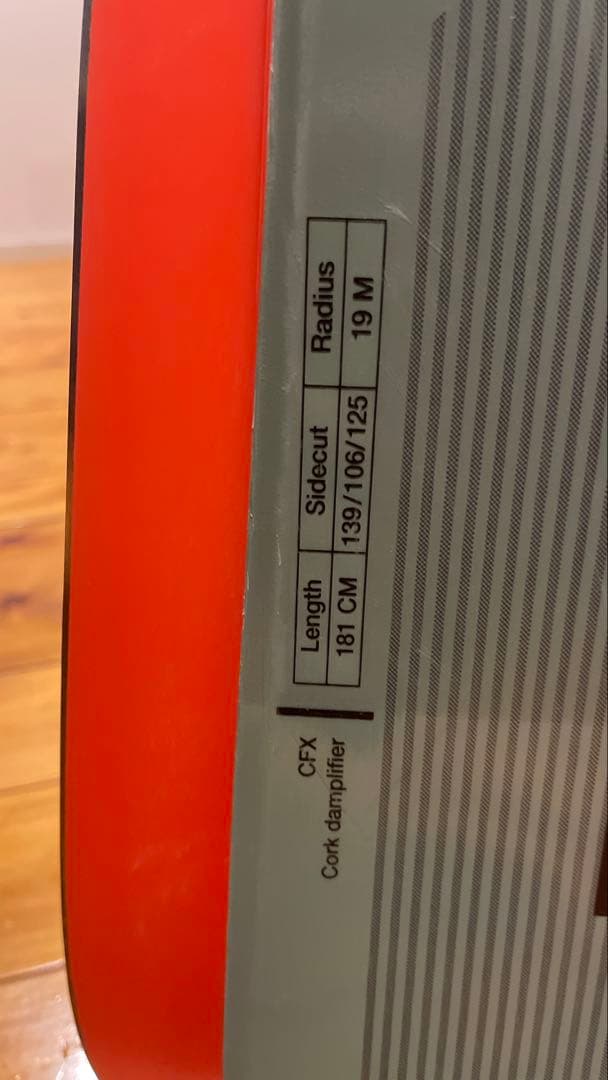 CFX
Cork damplifier
Length Sidecut Radius
181 CM 139/106/125 19 M